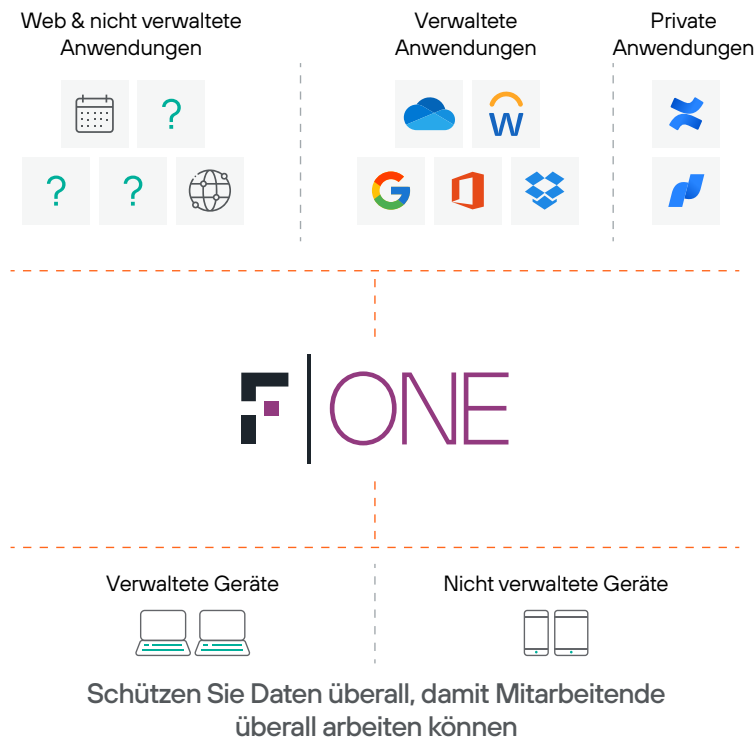 Web & nicht verwaltete
Anwendungen
Verwaltete
Anwendungen
Private
Anwendungen
?
W
?
?
G
F|ONE
Verwaltete Geräte
Nicht verwaltete Geräte
Schützen Sie Daten überall, damit Mitarbeitende
überall arbeiten können